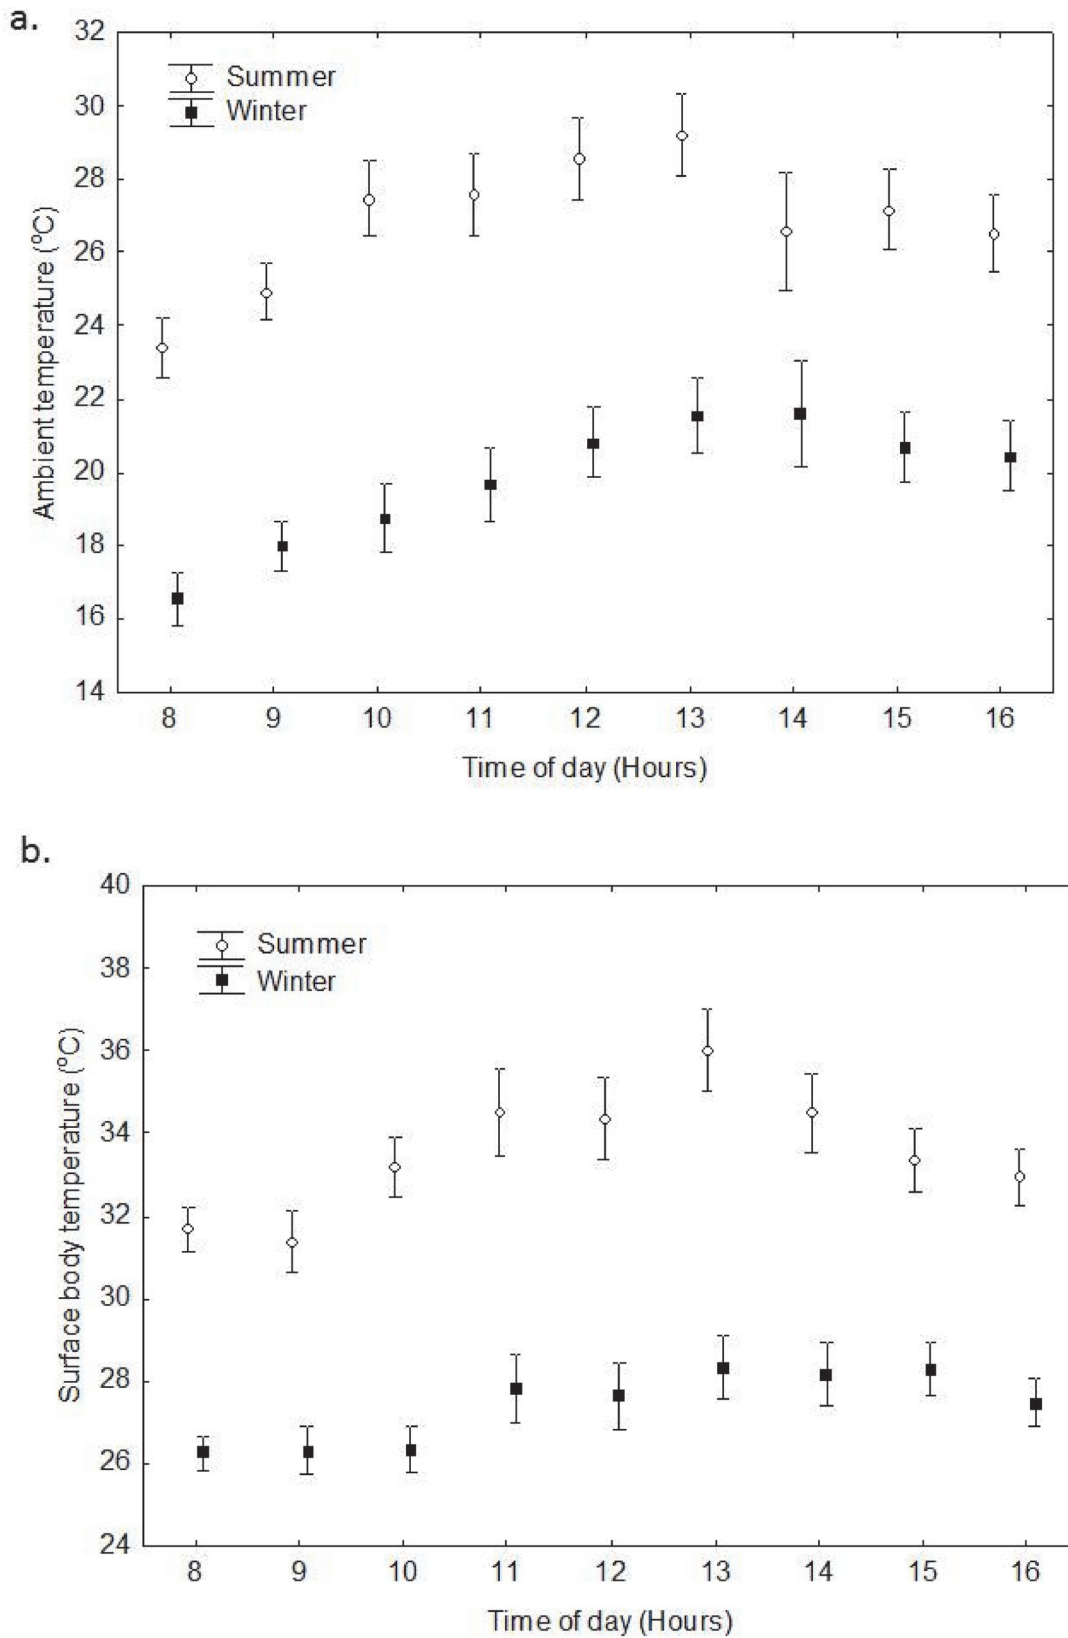 a.
32
30
28
26
24
22
20
18
16
14
Ambient temperature (°C)
Summer
Winter
8 9 10 11 12 13 14 15 16
Time of day (Hours)
b.
40
38
36
34
32
30
28
26
24
Surface body temperature (°C)
Summer
Winter
8 9 10 11 12 13 14 15 16
Time of day (Hours)